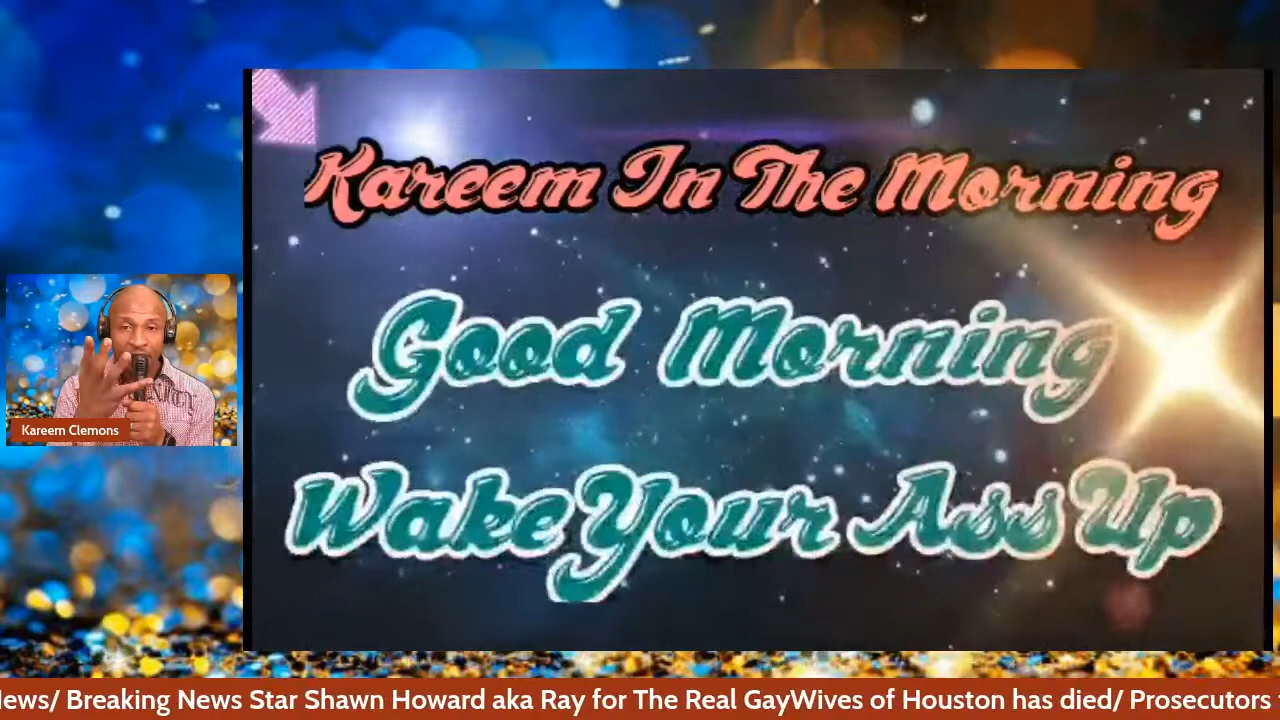 Kareem In The Morning
Good Morning
Wake Your Ass Up
Kareem Clemons
News/ Breaking News Star Shawn Howard aka Ray for The Real GayWives of Houston has died/ Prosecutors